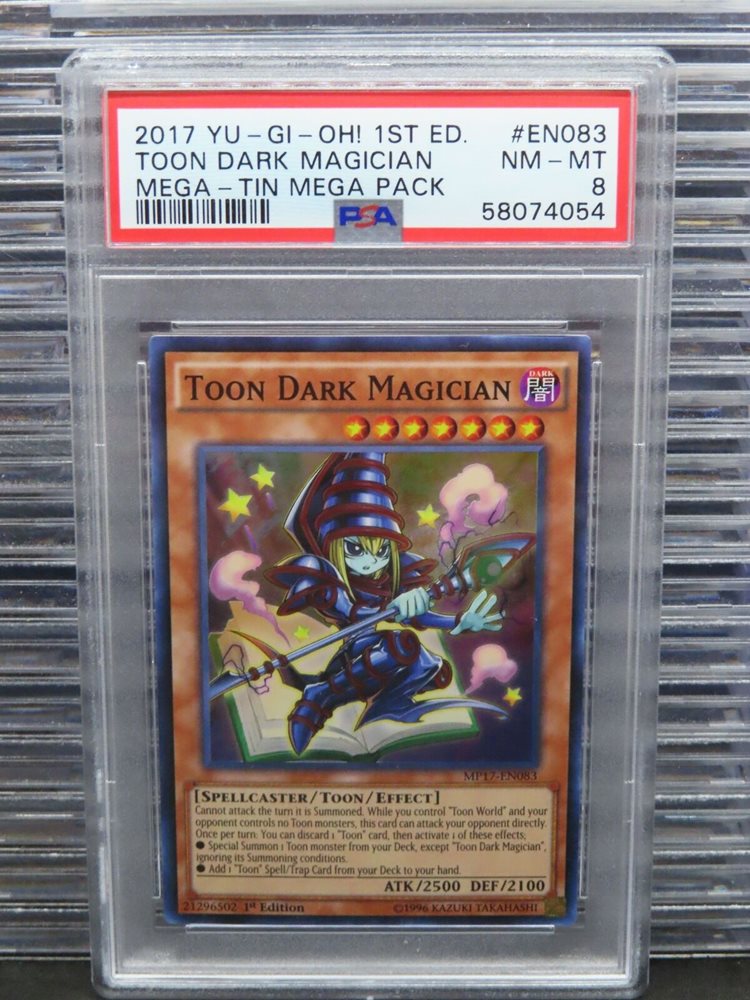 2017 YU-GI-OH! 1ST ED. #EN083
TOON DARK MAGICIAN NM-MT
MEGA-TIN MEGA PACK 8
PSA 58074054
TOON DARK MAGICIAN
DARK
闇
MP17-EN083
[SPELLCASTER/TOON/EFFECT]
Cannot attack the turn it is Summoned. While you control "Toon World" and your
opponent controls no Toon monsters, this card can attack your opponent directly.
Once per turn: You can discard 1 "Toon" card, then activate 1 of these effects;
● Special Summon 1 Toon monster from your Deck, except "Toon Dark Magician",
ignoring its Summoning conditions.
● Add 1 "Toon" Spell/Trap Card from your Deck to your hand.
ATK/2500 DEF/2100
21296502 1st Edition ©1996 KAZUKI TAKAHASHI